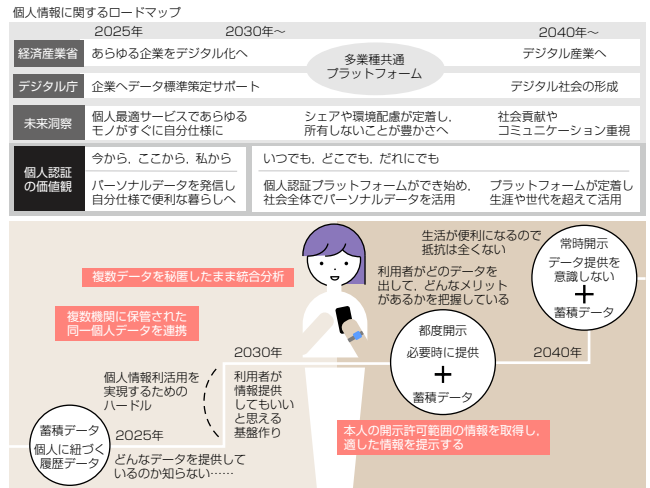 個人情報に関するロードマップ
2025年
2030年～
2040年～
経済産業省
あらゆる企業をデジタル化へ
多業種共通
プラットフォーム
デジタル産業へ
デジタル庁
企業へデータ標準策定サポート
デジタル社会の形成
未来洞察
個人最適サービスであらゆる
モノがすぐに自分仕様に
シェアや環境配慮が定着し，
所有しないことが豊かさへ
社会貢献や
コミュニケーション重視
個人認証
の価値観
今から，ここから，私から
いつでも，どこでも，だれにでも
パーソナルデータを発信し
自分仕様で便利な暮らしへ
個人認証プラットフォームができ始め，
社会全体でパーソナルデータを活用
プラットフォームが定着し
生涯や世代を超えて活用
生活が便利になるので
抵抗は全くない
常時開示
データ提供を
意識しない
＋
蓄積データ
複数データを秘匿したまま統合分析
利用者がどのデータを
出して，どんなメリット
があるかを把握している
複数機関に保管された
同一個人データを連携
都度開示
必要時に提供
＋
蓄積データ
2030年
2040年
個人情報利活用を
実現するための
ハードル
利用者が
情報提供
してもいい
と思える
基盤作り
本人の開示許可範囲の情報を取得し，
適した情報を提示する
蓄積データ
個人に紐づく
履歴データ
2025年
どんなデータを提供して
いるのか知らない……